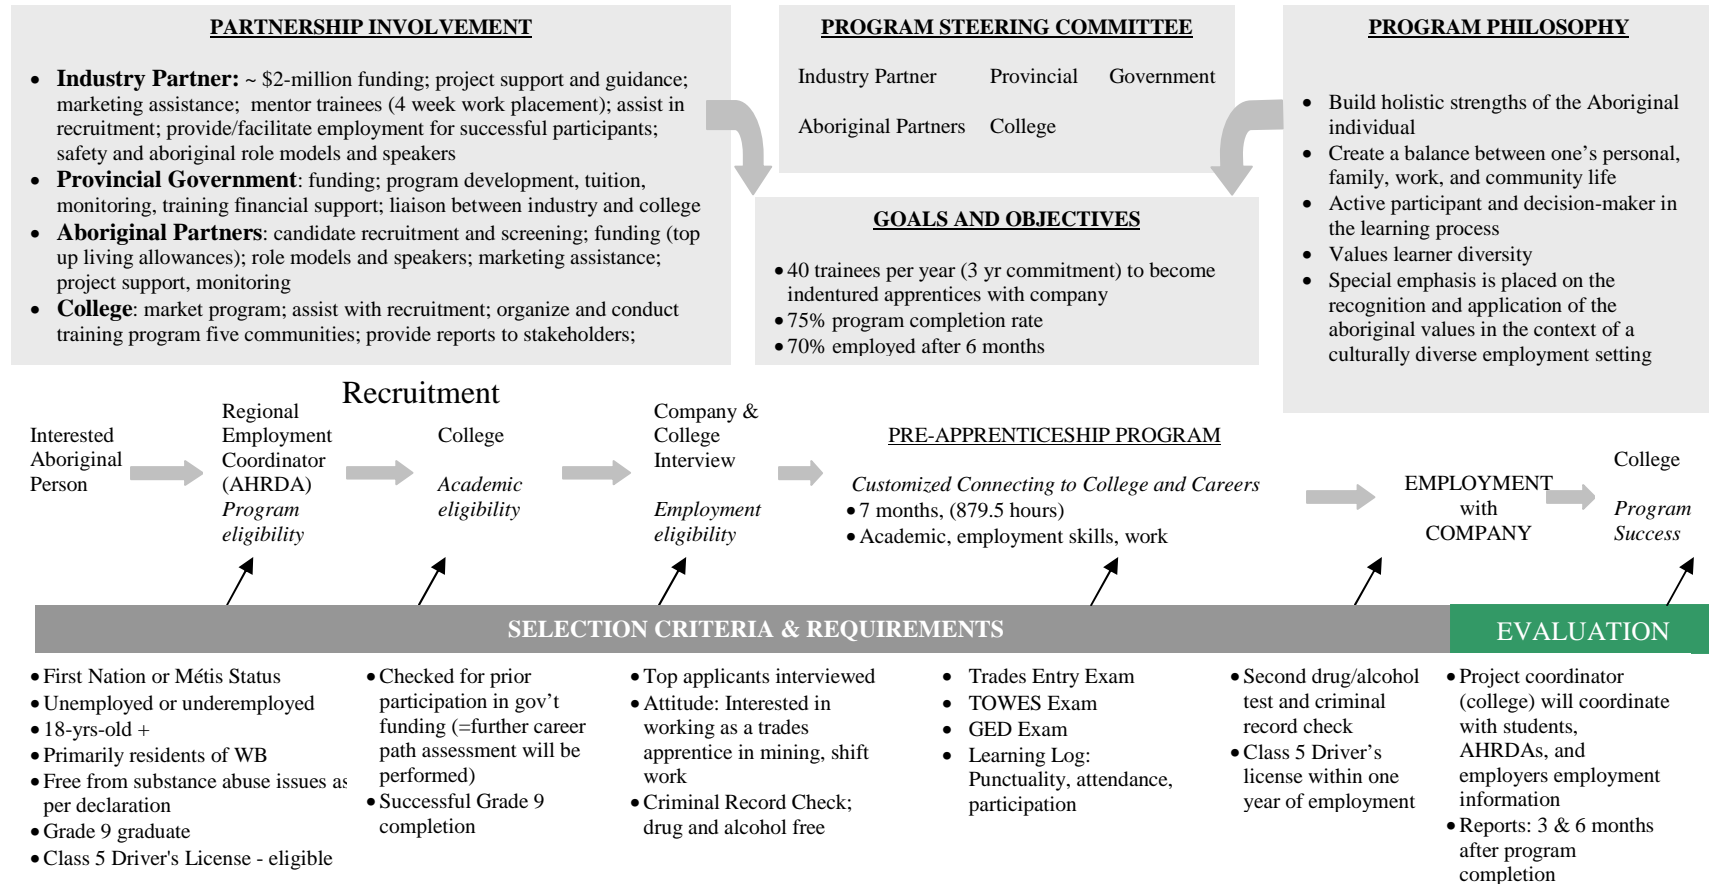 PARTNERSHIP INVOLVEMENT
• Industry Partner: ~ $2-million funding; project support and guidance;
marketing assistance;  mentor trainees (4 week work placement); assist in
recruitment; provide/facilitate employment for successful participants;
safety and aboriginal role models and speakers
• Provincial Government: funding; program development, tuition,
monitoring, training financial support; liaison between industry and college
• Aboriginal Partners: candidate recruitment and screening; funding (top
up living allowances); role models and speakers; marketing assistance;
project support, monitoring
• College: market program; assist with recruitment; organize and conduct
training program five communities; provide reports to stakeholders;
PROGRAM STEERING COMMITTEE
Industry Partner Provincial Government
Aboriginal Partners College
GOALS AND OBJECTIVES
• 40 trainees per year (3 yr commitment) to become
indentured apprentices with company
• 75% program completion rate
• 70% employed after 6 months
PROGRAM PHILOSOPHY
• Build holistic strengths of the Aboriginal
individual
• Create a balance between one's personal,
family, work, and community life
• Active participant and decision-maker in
the learning process
• Values learner diversity
• Special emphasis is placed on the
recognition and application of the
aboriginal values in the context of a
culturally diverse employment setting
Recruitment
Interested
Aboriginal
Person
Regional
Employment
Coordinator
(AHRDA)
Program
eligibility
College
Academic
eligibility
Company &
College
Interview
Employment
eligibility
PRE-APPRENTICESHIP PROGRAM
Customized Connecting to College and Careers
• 7 months, (879.5 hours)
• Academic, employment skills, work
EMPLOYMENT
with
COMPANY
College
Program
Success
SELECTION CRITERIA & REQUIREMENTS
EVALUATION
• First Nation or Métis Status
• Unemployed or underemployed
• 18-yrs-old +
• Primarily residents of WB
• Free from substance abuse issues as
per declaration
• Grade 9 graduate
• Class 5 Driver's License - eligible
• Checked for prior
participation in gov't
funding (=further career
path assessment will be
performed)
• Successful Grade 9
completion
• Top applicants interviewed
• Attitude: Interested in
working as a trades
apprentice in mining, shift
work
• Criminal Record Check;
drug and alcohol free
• Trades Entry Exam
• TOWES Exam
• GED Exam
• Learning Log:
Punctuality, attendance,
participation
• Second drug/alcohol
test and criminal
record check
• Class 5 Driver's
license within one
year of employment
• Project coordinator
(college) will coordinate
with students,
AHRDAs, and
employers employment
information
• Reports: 3 & 6 months
after program
completion